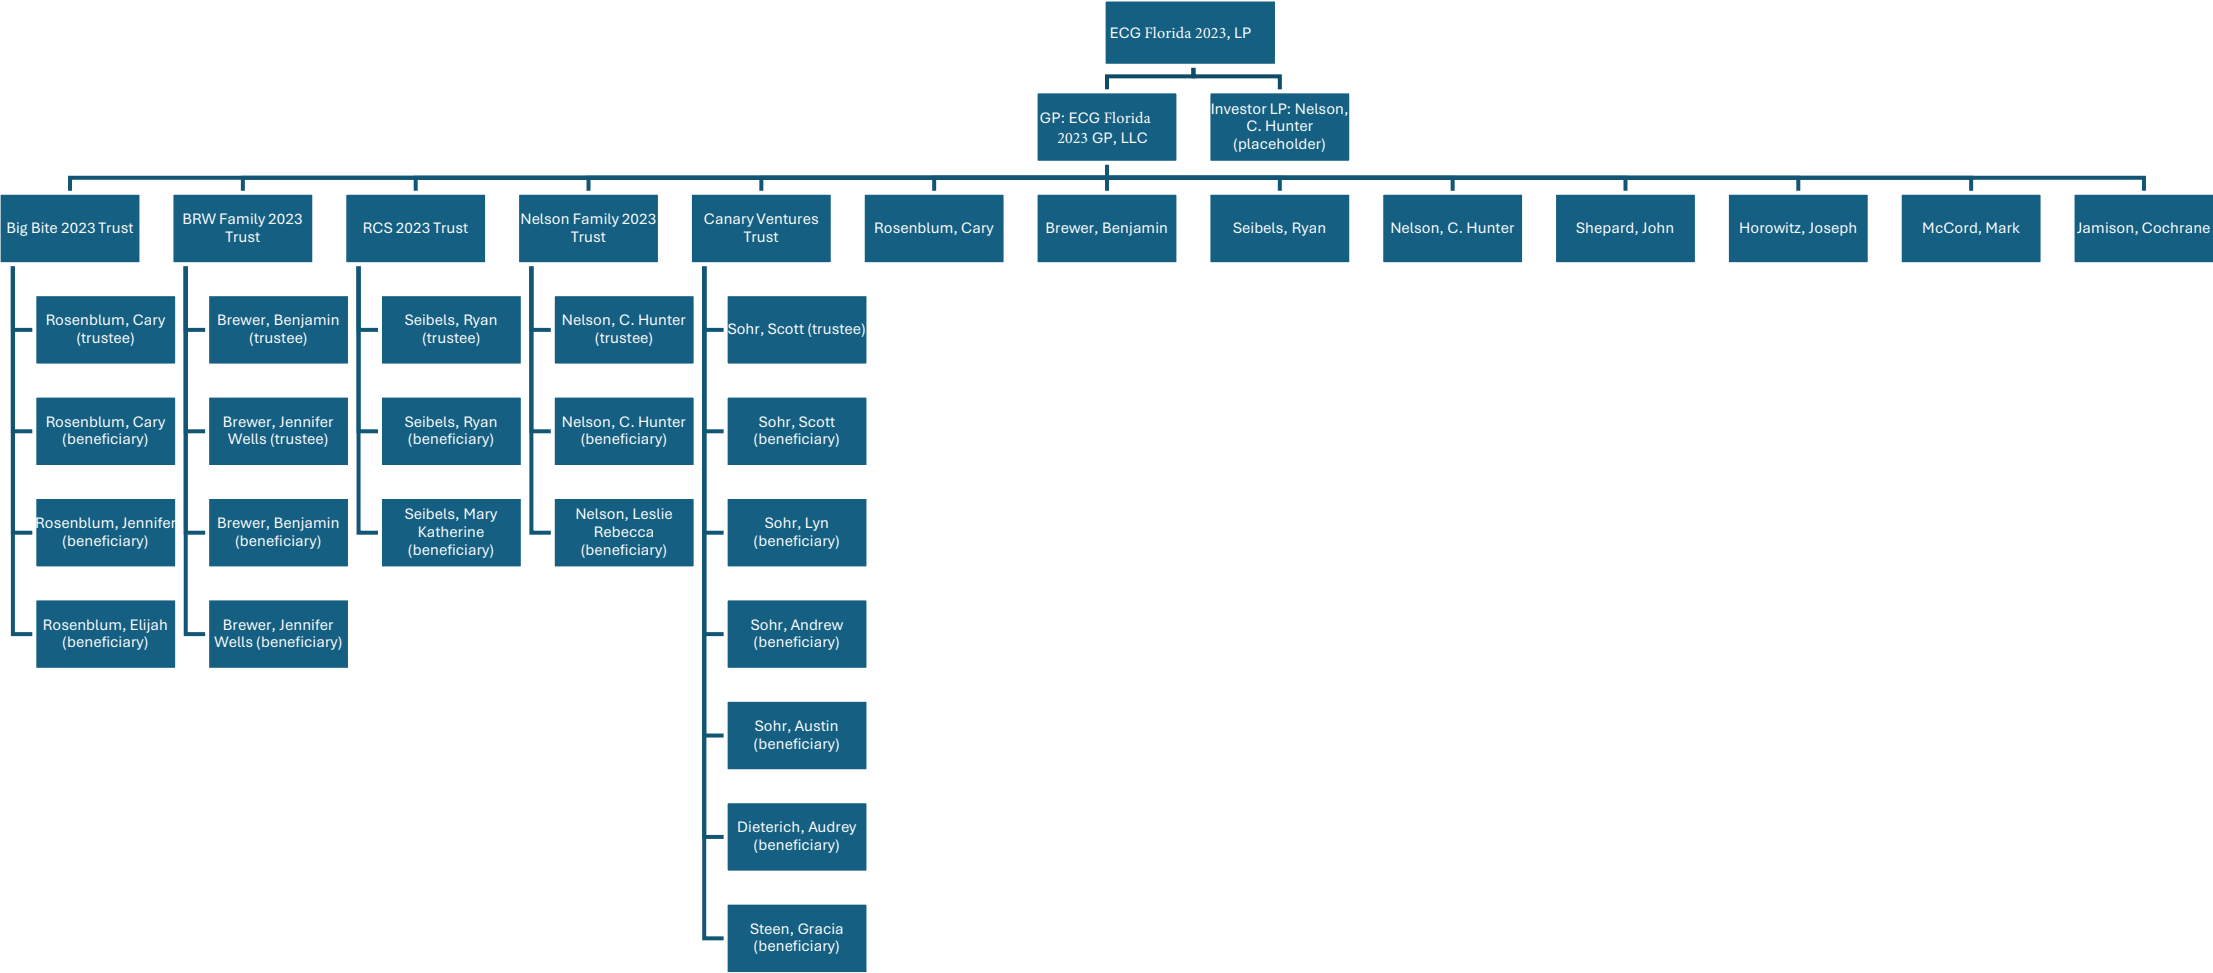 ECG Florida 2023, LP
GP: ECG Florida
2023 GP, LLC
Investor LP: Nelson,
C. Hunter
(placeholder)
Big Bite 2023 Trust
BRW Family 2023
Trust
RCS 2023 Trust
Nelson Family 2023
Trust
Canary Ventures
Trust
Rosenblum, Cary
Brewer, Benjamin
Seibels, Ryan
Nelson, C. Hunter
Shepard, John
Horowitz, Joseph
McCord, Mark
Jamison, Cochrane
Rosenblum, Cary
(trustee)
Rosenblum, Cary
(beneficiary)
Rosenblum, Jennifer
(beneficiary)
Rosenblum, Elijah
(beneficiary)
Brewer, Benjamin
(trustee)
Brewer, Jennifer
Wells (trustee)
Brewer, Benjamin
(beneficiary)
Brewer, Jennifer
Wells (beneficiary)
Seibels, Ryan
(trustee)
Seibels, Ryan
(beneficiary)
Seibels, Mary
Katherine
(beneficiary)
Nelson, C. Hunter
(trustee)
Nelson, C. Hunter
(beneficiary)
Nelson, Leslie
Rebecca
(beneficiary)
Sohr, Scott (trustee)
Sohr, Scott
(beneficiary)
Sohr, Lyn
(beneficiary)
Sohr, Andrew
(beneficiary)
Sohr, Austin
(beneficiary)
Dieterich, Audrey
(beneficiary)
Steen, Gracia
(beneficiary)